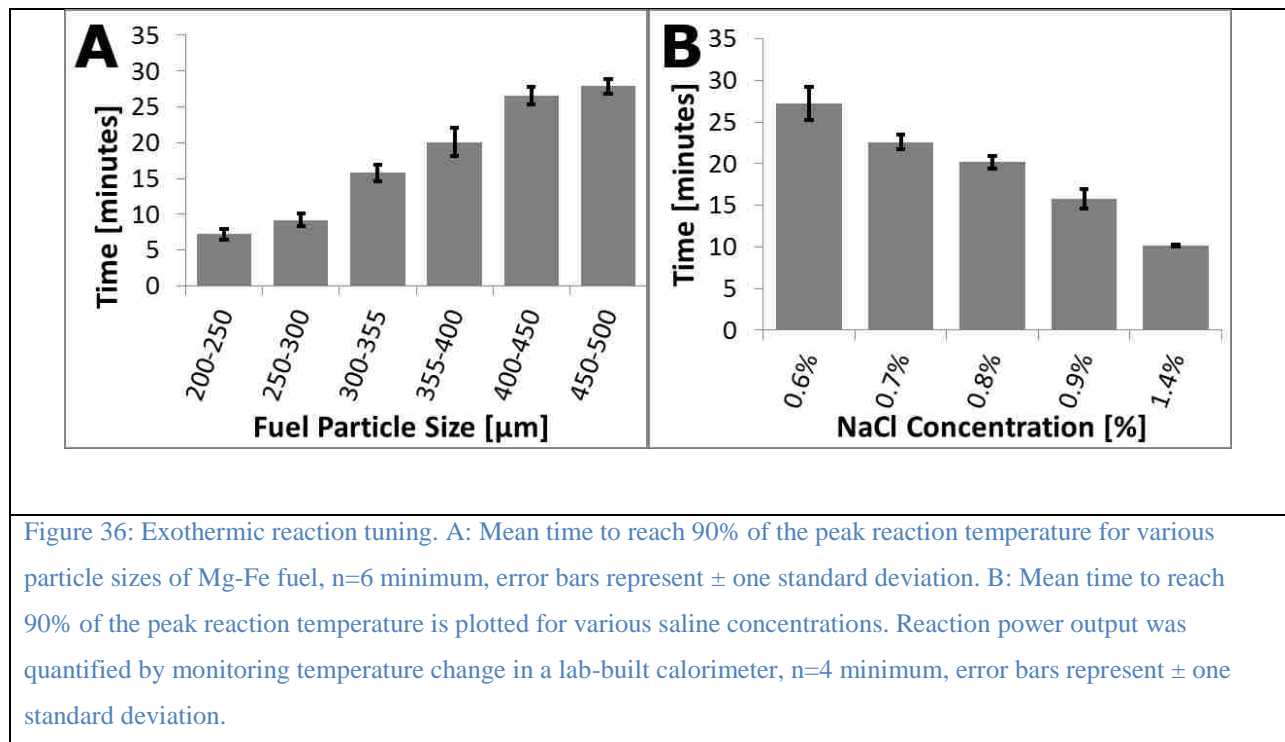 A
35
30
25
20
15
10
5
0
Time [minutes]
200-250
250-300
300-355
355-400
400-450
450-500
Fuel Particle Size [µm]
B
35
30
25
20
15
10
5
0
Time [minutes]
0.6%
0.7%
0.8%
0.9%
1.4%
NaCl Concentration [%]
Figure 36: Exothermic reaction tuning. A: Mean time to reach 90% of the peak reaction temperature for various
particle sizes of Mg-Fe fuel, n=6 minimum, error bars represent ± one standard deviation. B: Mean time to reach
90% of the peak reaction temperature is plotted for various saline concentrations. Reaction power output was
quantified by monitoring temperature change in a lab-built calorimeter, n=4 minimum, error bars represent ± one
standard deviation.